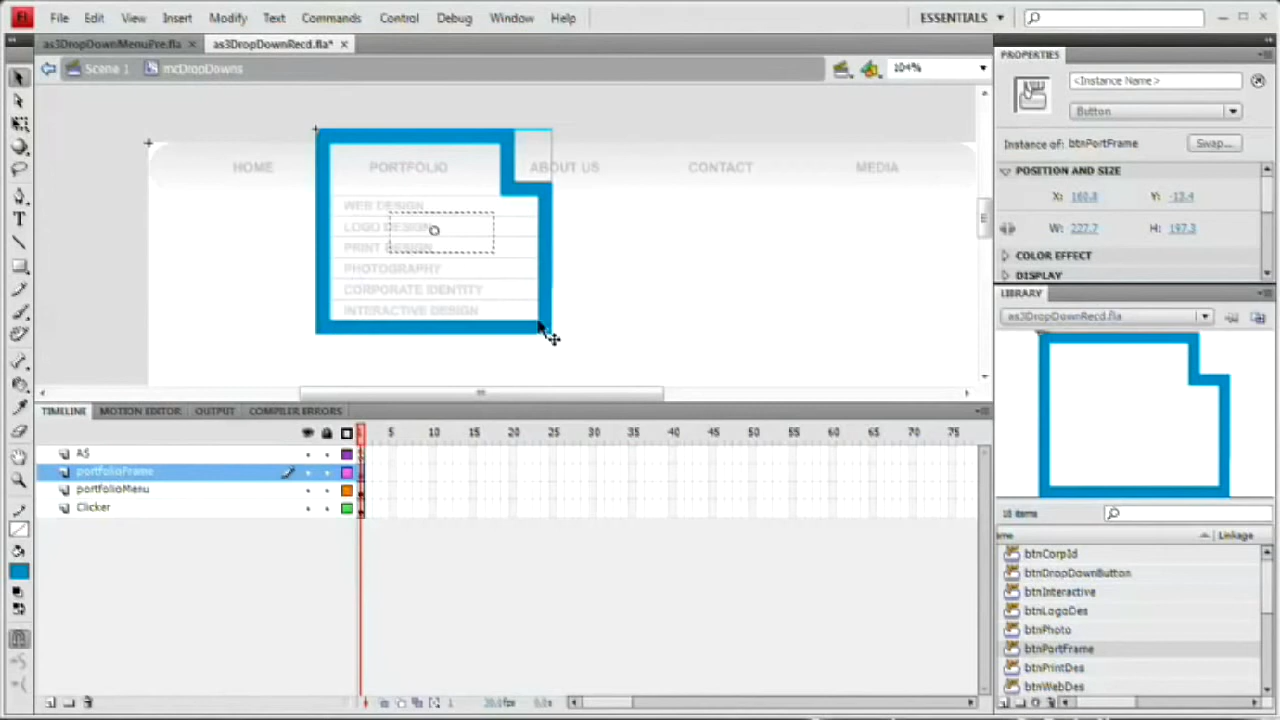 File Edit View Insert Modify Text Commands Control Debug Window Help ESSENTIALS
as3DropDownMenuPre.fla as3DropDownRecd.fla*
Scene 1 mcDropDowns 104%
HOME PORTFOLIO ABOUT US CONTACT MEDIA
WEB DESIGN
LOGO DESIGN
PRINT DESIGN
PHOTOGRAPHY
CORPORATE IDENTITY
INTERACTIVE DESIGN
PROPERTIES
<Instance Name>
Button
Instance of: btnPortFrame Swap...
POSITION AND SIZE
X: 160.8 Y: -13.4
W: 227.7 H: 197.3
COLOR EFFECT
DISPLAY
LIBRARY
as3DropDownRecd.fla
18 items
Linkage
btnCorpId
btnDropDownButton
btnInteractive
btnLogoDes
btnPhoto
btnPortFrame
btnPrintDes
btnWebDes
TIMELINE MOTION EDITOR OUTPUT COMPILER ERRORS
5 10 15 20 25 30 35 40 45 50 55 60 65 70 75
AS
portfolioFrame
portfolioMenu
Clicker
1